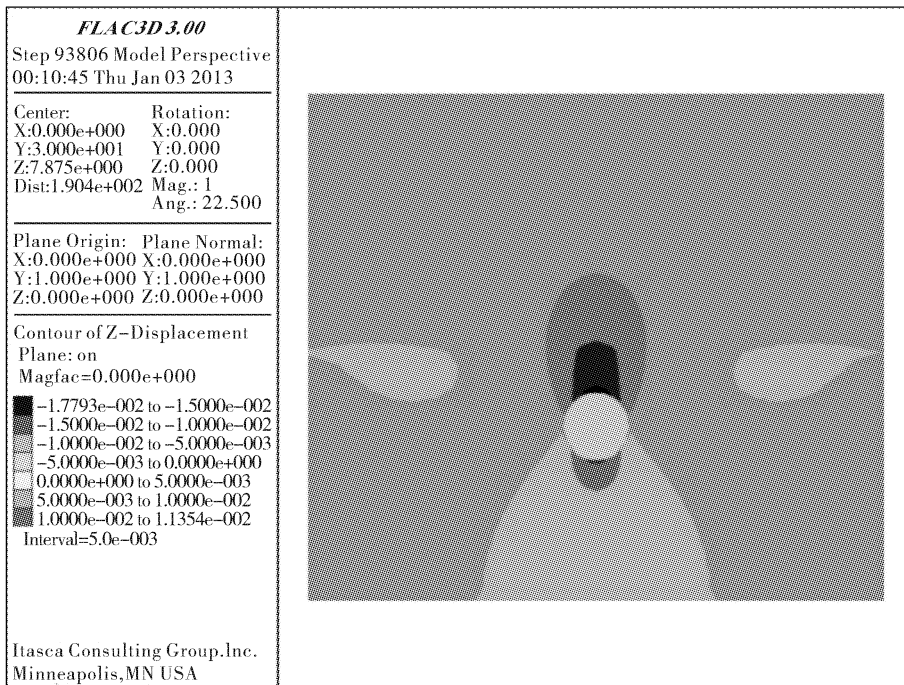 FLAC3D 3.00
Step 93806 Model Perspective
00:10:45 Thu Jan 03 2013
Center: Rotation:
X:0.000e+000 X:0.000
Y:3.000e+001 Y:0.000
Z:7.875e+000 Z:0.000
Dist:1.904e+002 Mag.: 1
Ang.: 22.500
Plane Origin: Plane Normal:
X:0.000e+000 X:0.000e+000
Y:1.000e+000 Y:1.000e+000
Z:0.000e+000 Z:0.000e+000
Contour of Z-Displacement
Plane: on
Magfac=0.000e+000
-1.7793e-002 to -1.5000e-002
-1.5000e-002 to -1.0000e-002
-1.0000e-002 to -5.0000e-003
-5.0000e-003 to 0.0000e+000
0.0000e+000 to 5.0000e-003
5.0000e-003 to 1.0000e-002
1.0000e-002 to 1.1354e-002
Interval=5.0e-003
Itasca Consulting Group.Inc.
Minneapolis,MN USA